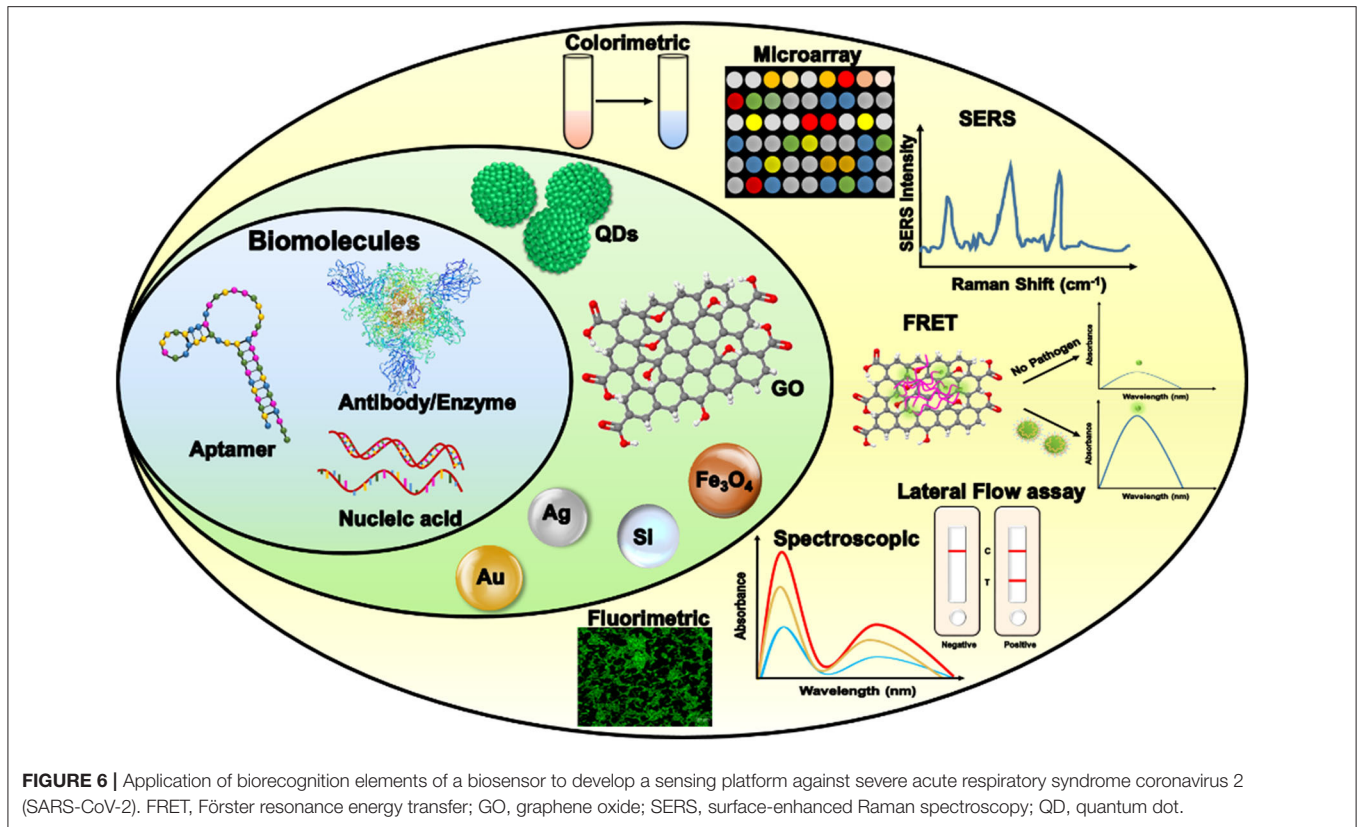 Colorimetric
Microarray
SERS
SERS Intensity
Raman Shift (cm⁻¹)
QDs
Biomolecules
Antibody/Enzyme
Aptamer
Nucleic acid
GO
Fe₃O₄
Ag
Si
Au
FRET
No Pathogen
Absorbance
Wavelength (nm)
Absorbance
Wavelength (nm)
Lateral Flow assay
C
T
Negative
Positive
Spectroscopic
Absorbance
Wavelength (nm)
Fluorimetric
FIGURE 6 | Application of biorecognition elements of a biosensor to develop a sensing platform against severe acute respiratory syndrome coronavirus 2
(SARS-CoV-2). FRET, Förster resonance energy transfer; GO, graphene oxide; SERS, surface-enhanced Raman spectroscopy; QD, quantum dot.